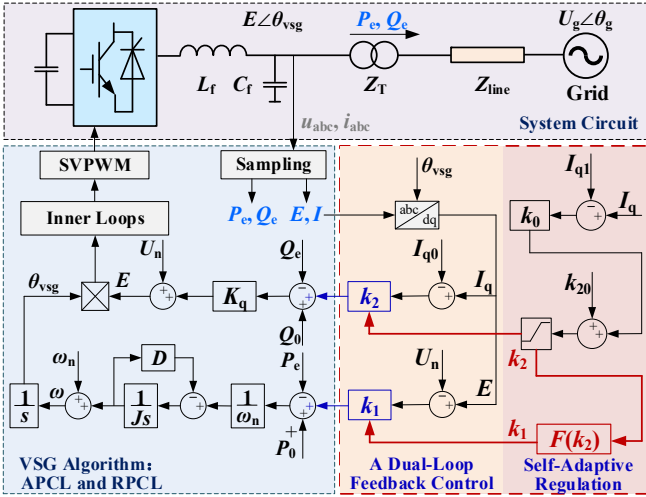 E∠θvsg
Pe, Qe
Ug∠θg
Lf
Cf
ZT
Zline
Grid
uabc, iabc
System Circuit
SVPWM
Sampling
θvsg
Iq1
Inner Loops
Pe, Qe
E, I
abc
dq
k0
Iq
Un
Qe
Iq0
θvsg
E
Kq
k2
Iq
k20
Q0
k2
ωn
D
Pe
Un
E
1/s
ω
1/Js
1/ωn
k1
k1
F(k2)
P0
VSG Algorithm:
APCL and RPCL
A Dual-Loop
Feedback Control
Self-Adaptive
Regulation